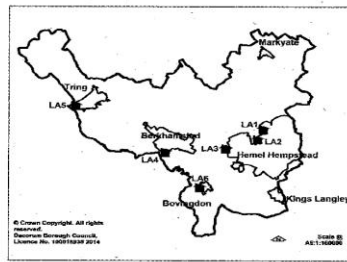 Markyate
Tring
LA5
LA1
Berkhamsted
LA2
LA3
LA4
Hemel Hempstead
LA6
Kings Langley
Bovingdon
© Crown Copyright. All rights
reserved.
Dacorum Borough Council,
Licence No. 100018935 2014
Scale @
A5:1:160000